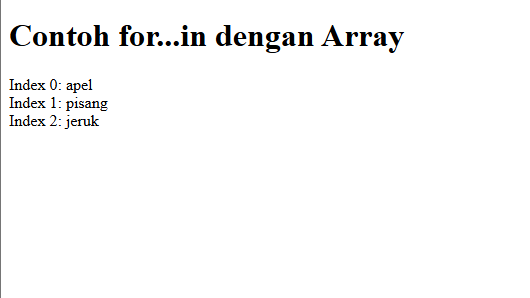 Contoh for...in dengan Array
Index 0: apel
Index 1: pisang
Index 2: jeruk